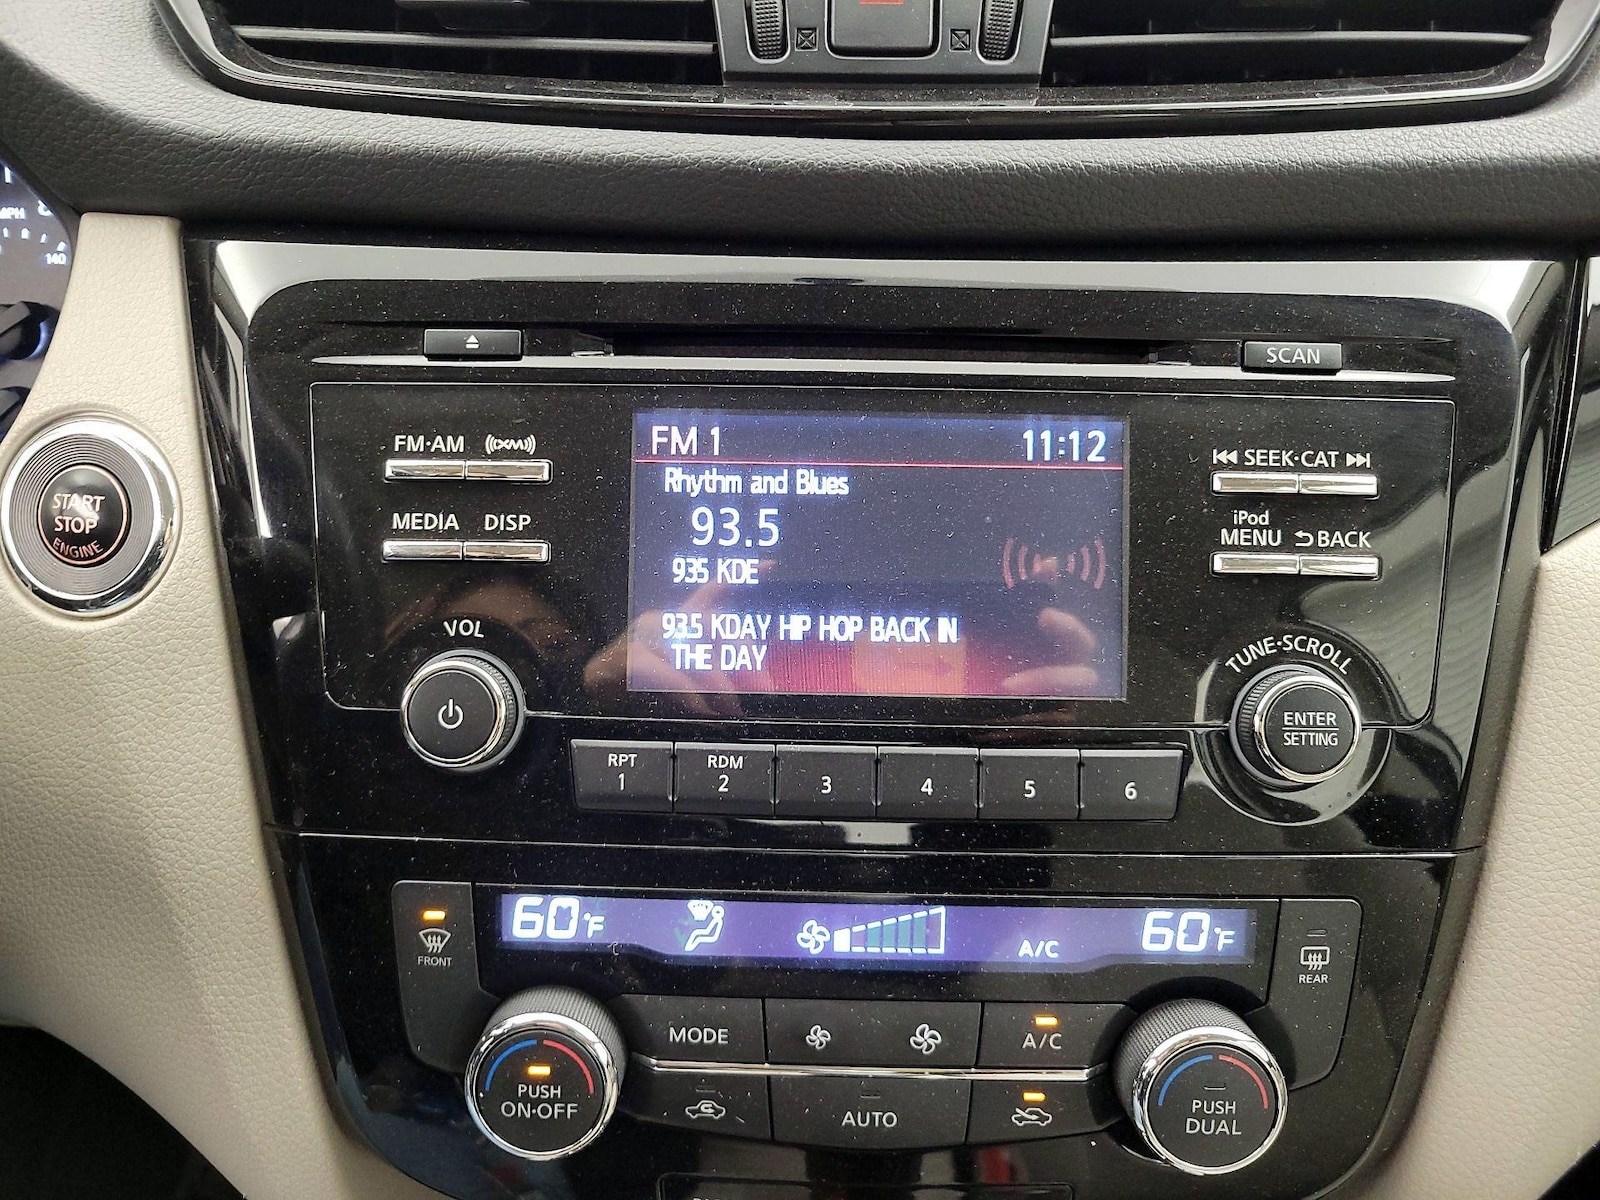 MPH
140
START
STOP
ENGINE
SCAN
FM·AM
((XM))
MEDIA DISP
VOL
FM 1 11:12
Rhythm and Blues
93.5
935 KDE
93.5 KDAY HIP HOP BACK IN
THE DAY
SEEK·CAT
iPod
MENU BACK
TUNE·SCROLL
ENTER
SETTING
RPT
1
RDM
2
3
4
5
6
FRONT
60°F
A/C
60°F
REAR
MODE
A/C
PUSH
ON·OFF
AUTO
PUSH
DUAL